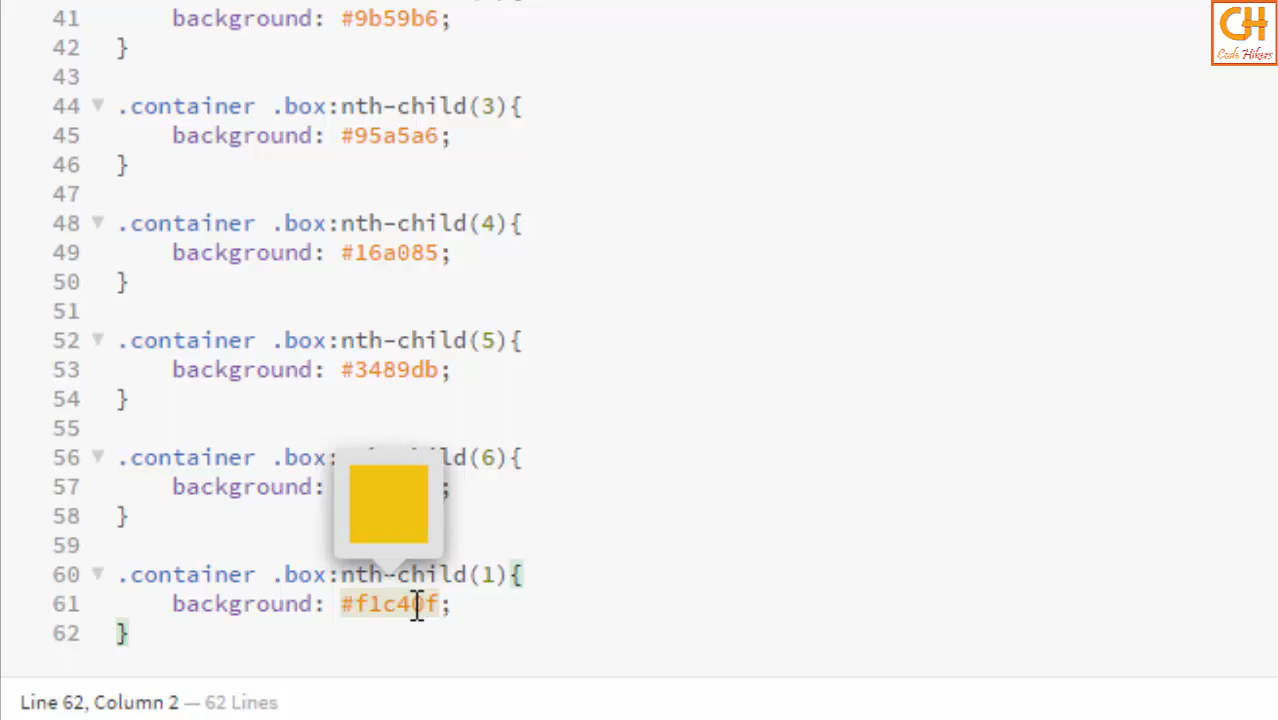 CH
Code Hikers
41 background: #9b59b6;
42 }
43
44 .container .box:nth-child(3){
45 background: #95a5a6;
46 }
47
48 .container .box:nth-child(4){
49 background: #16a085;
50 }
51
52 .container .box:nth-child(5){
53 background: #3489db;
54 }
55
56 .container .box: ld(6){
57 background: ;
58 }
59
60 .container .box:nth-child(1){
61 background: #f1c40f;
62 }
Line 62, Column 2 — 62 Lines